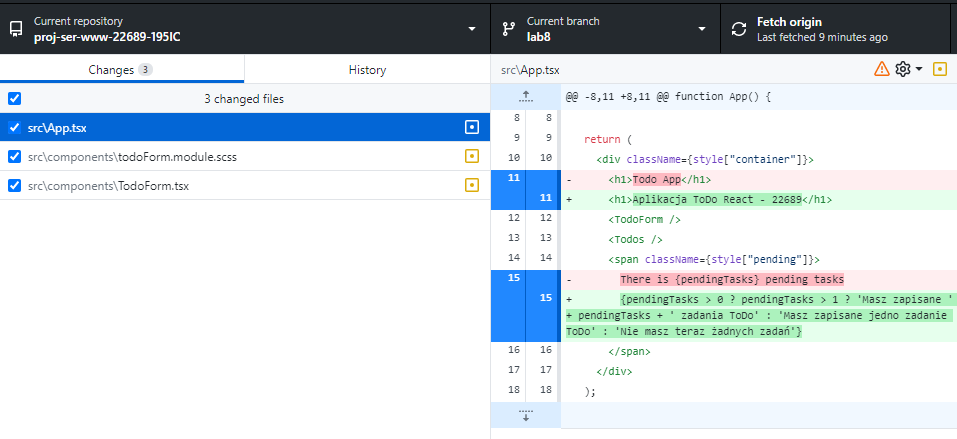 Current repository
proj-ser-www-22689-195IC
Current branch
lab8
Fetch origin
Last fetched 9 minutes ago
Changes 3
History
3 changed files
src\App.tsx
src\components\todoForm.module.scss
src\components\TodoForm.tsx
src\App.tsx
@@ -8,11 +8,11 @@ function App() {
8 8
9 9 return (
10 10 <div className={style["container"]}>
11 - <h1>Todo App</h1>
11 + <h1>Aplikacja ToDo React - 22689</h1>
12 12 <TodoForm />
13 13 <Todos />
14 14 <span className={style["pending"]}>
15 - There is {pendingTasks} pending tasks
15 + {pendingTasks > 0 ? pendingTasks > 1 ? 'Masz zapisane '
+ pendingTasks + ' zadania ToDo' : 'Masz zapisane jedno zadanie
ToDo' : 'Nie masz teraz żadnych zadań'}
16 16 </span>
17 17 </div>
18 18 );